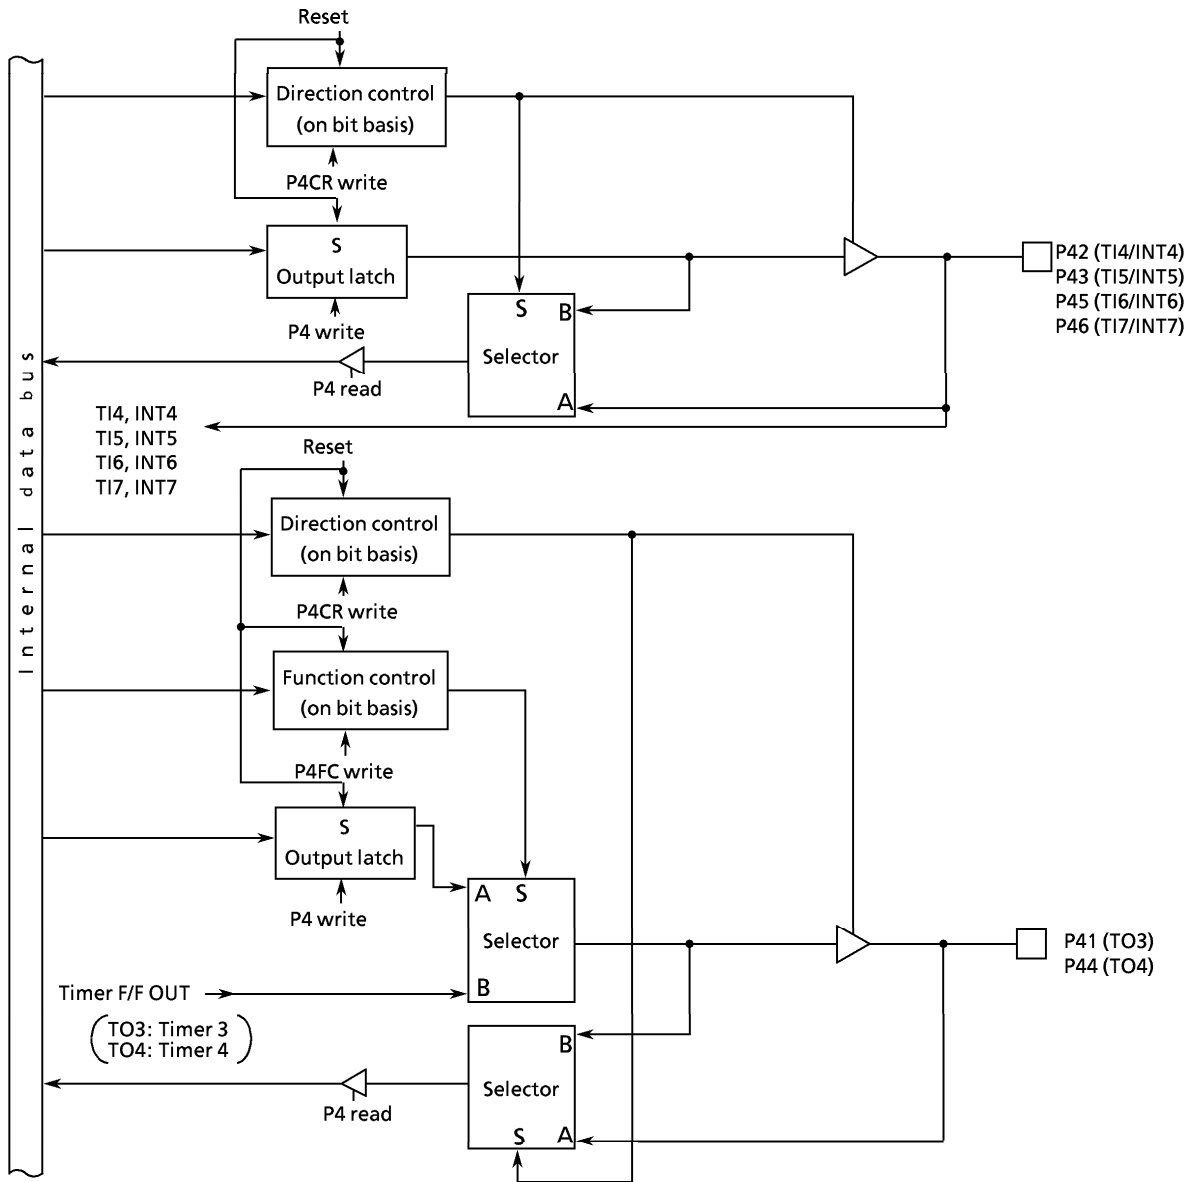 Reset
Direction control
(on bit basis)
P4CR write
S
Output latch
P4 write
S
B
Selector
A
P4 read
P42 (TI4/INT4)
P43 (TI5/INT5)
P45 (TI6/INT6)
P46 (TI7/INT7)
Internal data bus
TI4, INT4
TI5, INT5
TI6, INT6
TI7, INT7
Reset
Direction control
(on bit basis)
P4CR write
Function control
(on bit basis)
P4FC write
S
Output latch
P4 write
A S
Selector
B
P41 (TO3)
P44 (TO4)
Timer F/F OUT
TO3: Timer 3
TO4: Timer 4
B
Selector
S A
P4 read